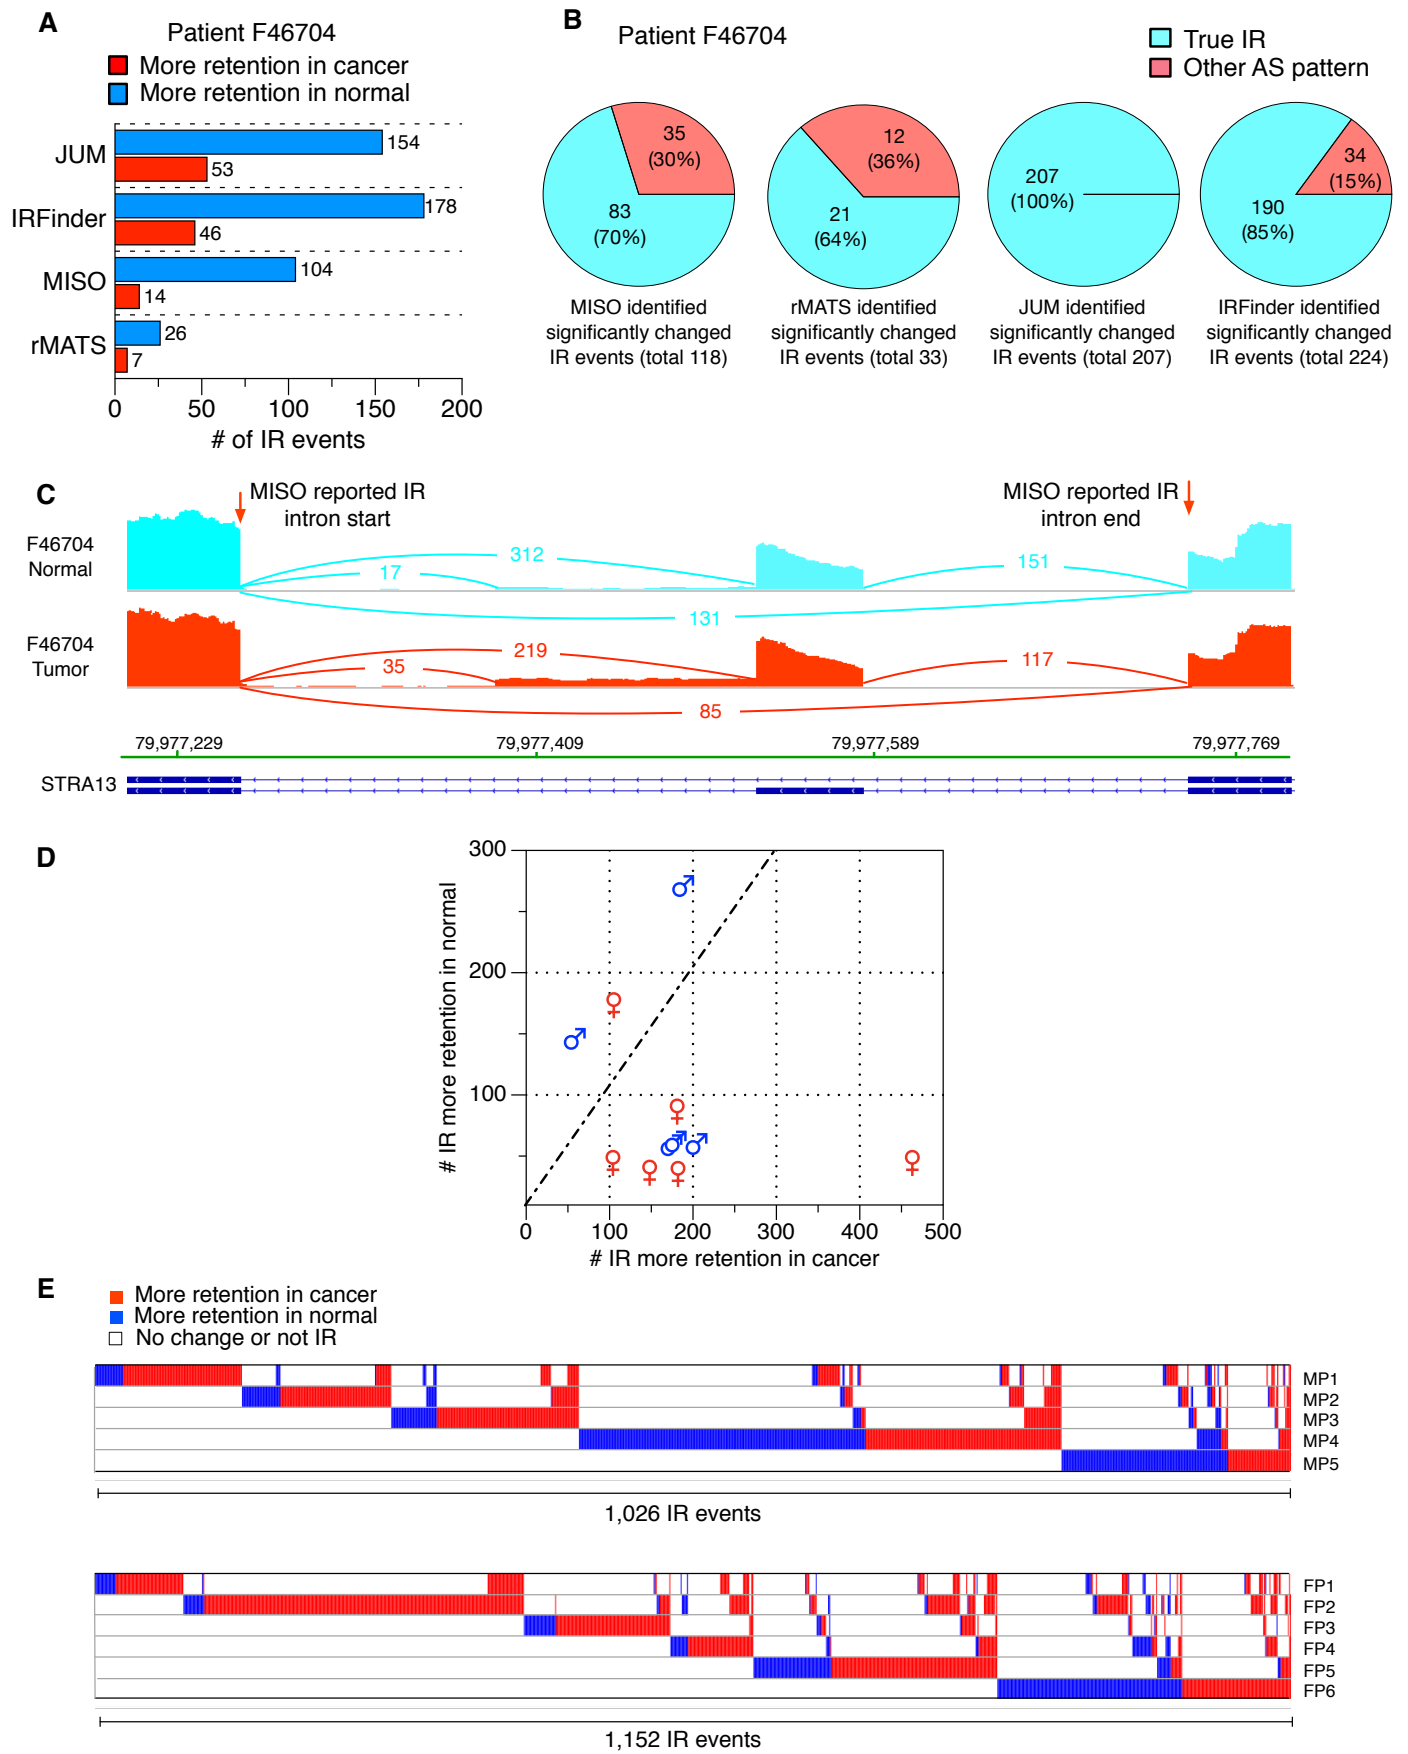 A
Patient F46704
More retention in cancer
More retention in normal
JUM
154
53
IRFinder
178
46
MISO
104
14
rMATS
26
7
0 50 100 150 200
# of IR events
B
Patient F46704
True IR
Other AS pattern
35
(30%)
83
(70%)
MISO identified
significantly changed
IR events (total 118)
12
(36%)
21
(64%)
rMATS identified
significantly changed
IR events (total 33)
207
(100%)
JUM identified
significantly changed
IR events (total 207)
34
(15%)
190
(85%)
IRFinder identified
significantly changed
IR events (total 224)
C
MISO reported IR
intron start
MISO reported IR
intron end
F46704
Normal
312
17
151
131
F46704
Tumor
219
35
117
85
79,977,229 79,977,409 79,977,589 79,977,769
STRA13
D
# IR more retention in normal
300
200
100
0 100 200 300 400 500
# IR more retention in cancer
E
More retention in cancer
More retention in normal
No change or not IR
MP1
MP2
MP3
MP4
MP5
1,026 IR events
FP1
FP2
FP3
FP4
FP5
FP6
1,152 IR events